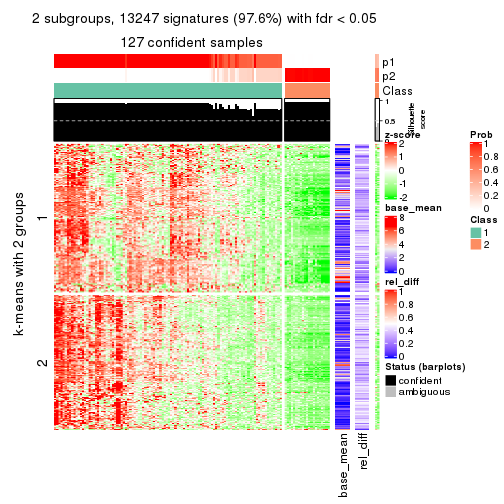 2 subgroups, 13247 signatures (97.6%) with fdr < 0.05
127 confident samples
p1
p2
Class
1
0.5
0
Silhouette
score
k-means with 2 groups
1
2
base_mean
rel_diff
z-score
2
1
0
-1
-2
base_mean
8
6
4
2
0
rel_diff
1
0.8
0.6
0.4
0.2
0
Status (barplots)
confident
ambiguous
Prob
1
0.8
0.6
0.4
0.2
0
Class
1
2